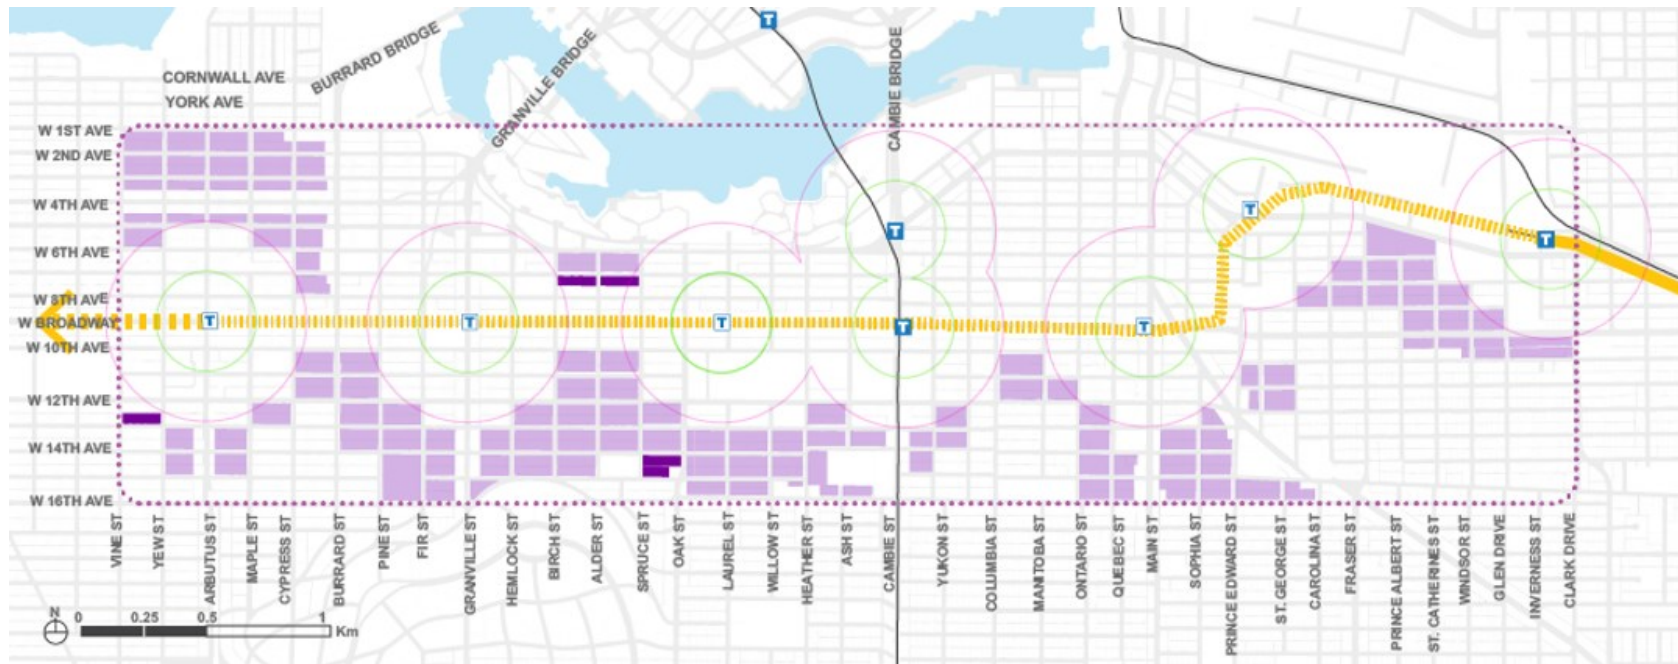 T
BURRARD BRIDGE
GRANVILLE BRIDGE
CAMBIE BRIDGE
CORNWALL AVE
YORK AVE
W 1ST AVE
W 2ND AVE
W 4TH AVE
T
T
T
W 6TH AVE
W 8TH AVE
W BROADWAY
T
T
T
T
T
W 10TH AVE
W 12TH AVE
W 14TH AVE
W 16TH AVE
VINE ST
YEW ST
ARBUTUS ST
MAPLE ST
CYPRESS ST
BURRARD ST
PINE ST
FIR ST
GRANVILLE ST
HEMLOCK ST
BIRCH ST
ALDER ST
SPRUCE ST
OAK ST
LAUREL ST
WILLOW ST
HEATHER ST
ASH ST
CAMBIE ST
YUKON ST
COLUMBIA ST
MANITOBA ST
ONTARIO ST
QUEBEC ST
MAIN ST
SOPHIA ST
PRINCE EDWARD ST
ST. GEORGE ST
CAROLINA ST
FRASER ST
PRINCE ALBERT ST
ST. CATHERINES ST
WINDSOR ST
GLEN DRIVE
INVERNESS ST
CLARK DRIVE
N
0 0.25 0.5 1
Km